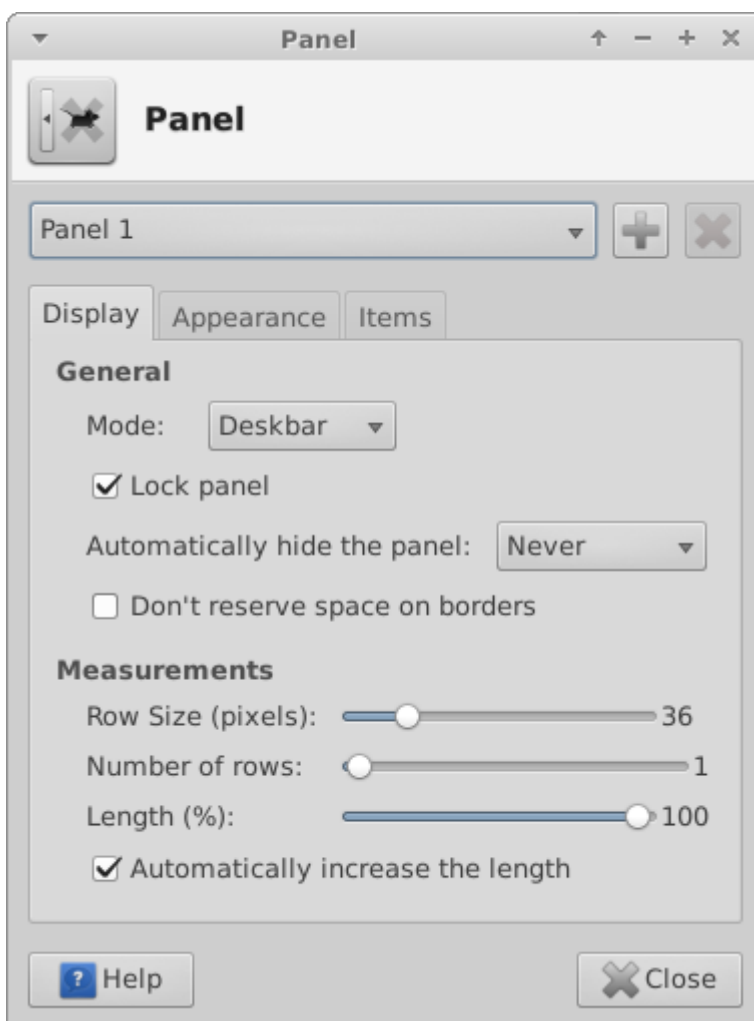 Panel
Panel
Panel 1
Display Appearance Items
General
Mode: Deskbar
Lock panel
Automatically hide the panel: Never
Don't reserve space on borders
Measurements
Row Size (pixels): 36
Number of rows: 1
Length (%): 100
Automatically increase the length
? Help Close